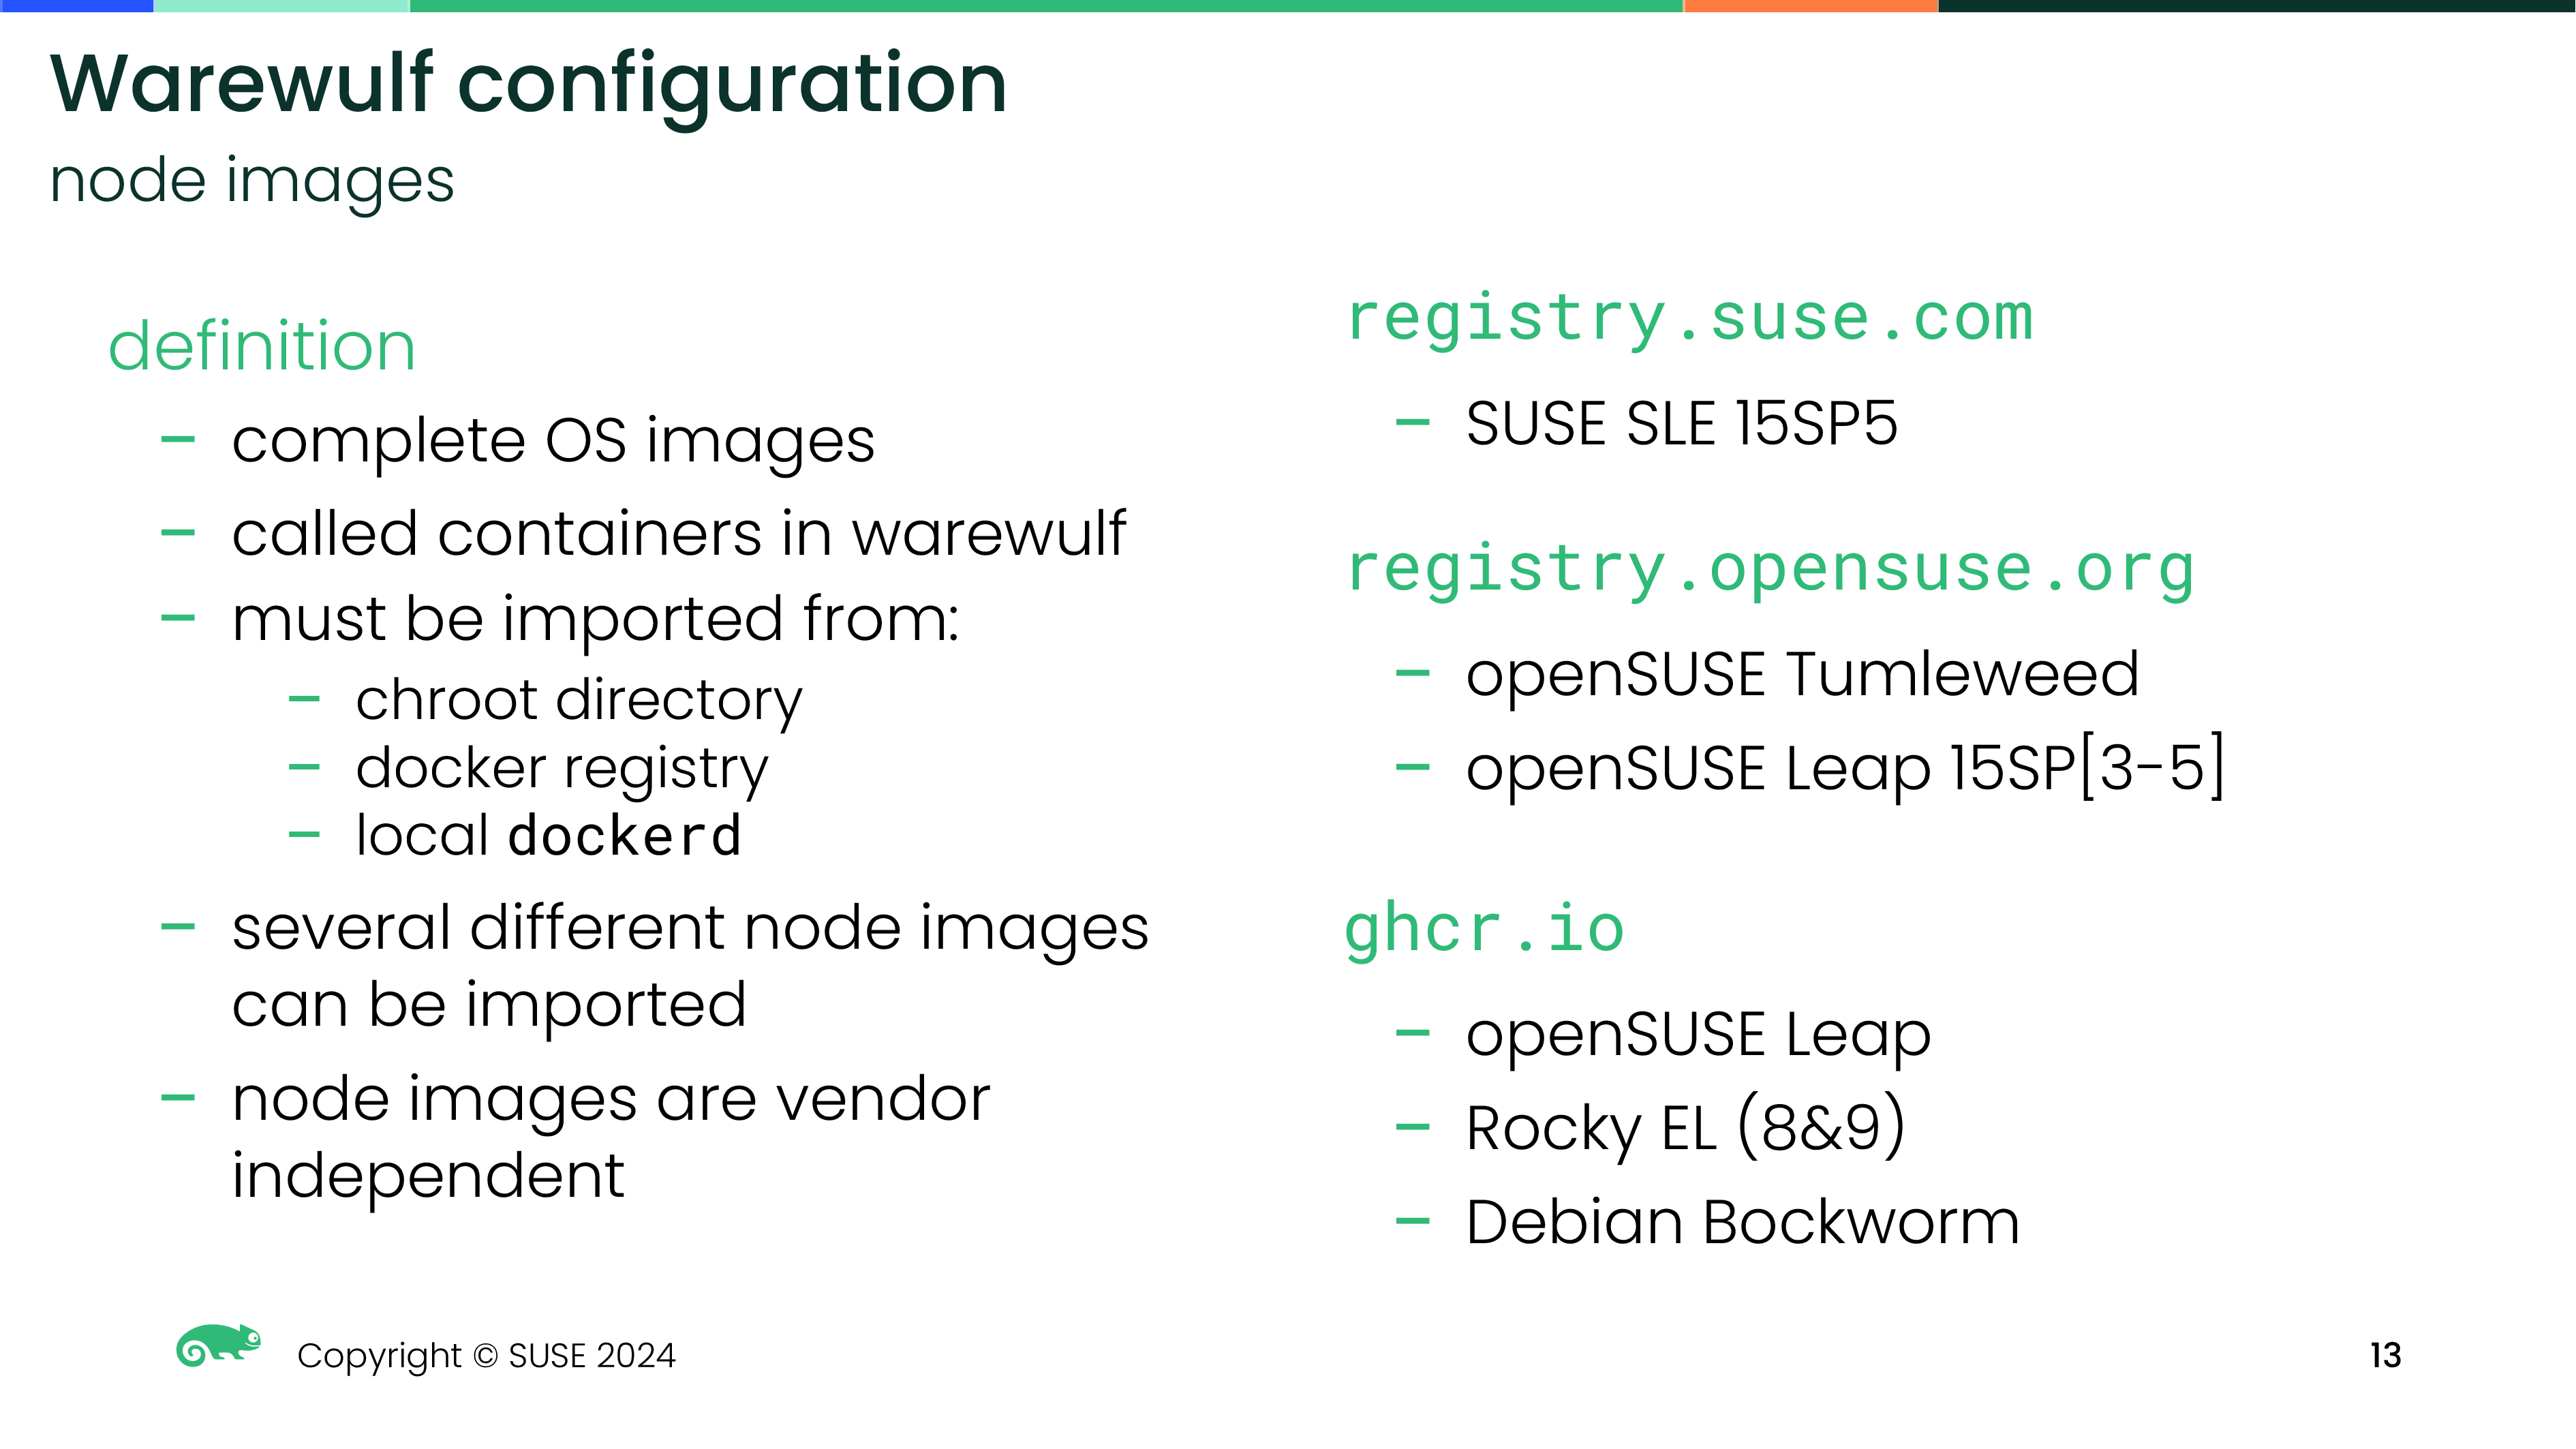 Warewulf configuration
node images
definition
– complete OS images
– called containers in warewulf
– must be imported from:
– chroot directory
– docker registry
– local dockerd
– several different node images
can be imported
– node images are vendor
independent
registry.suse.com
– SUSE SLE 15SP5
registry.opensuse.org
– openSUSE Tumleweed
– openSUSE Leap 15SP[3-5]
ghcr.io
– openSUSE Leap
– Rocky EL (8&9)
– Debian Bockworm
Copyright © SUSE 2024
13